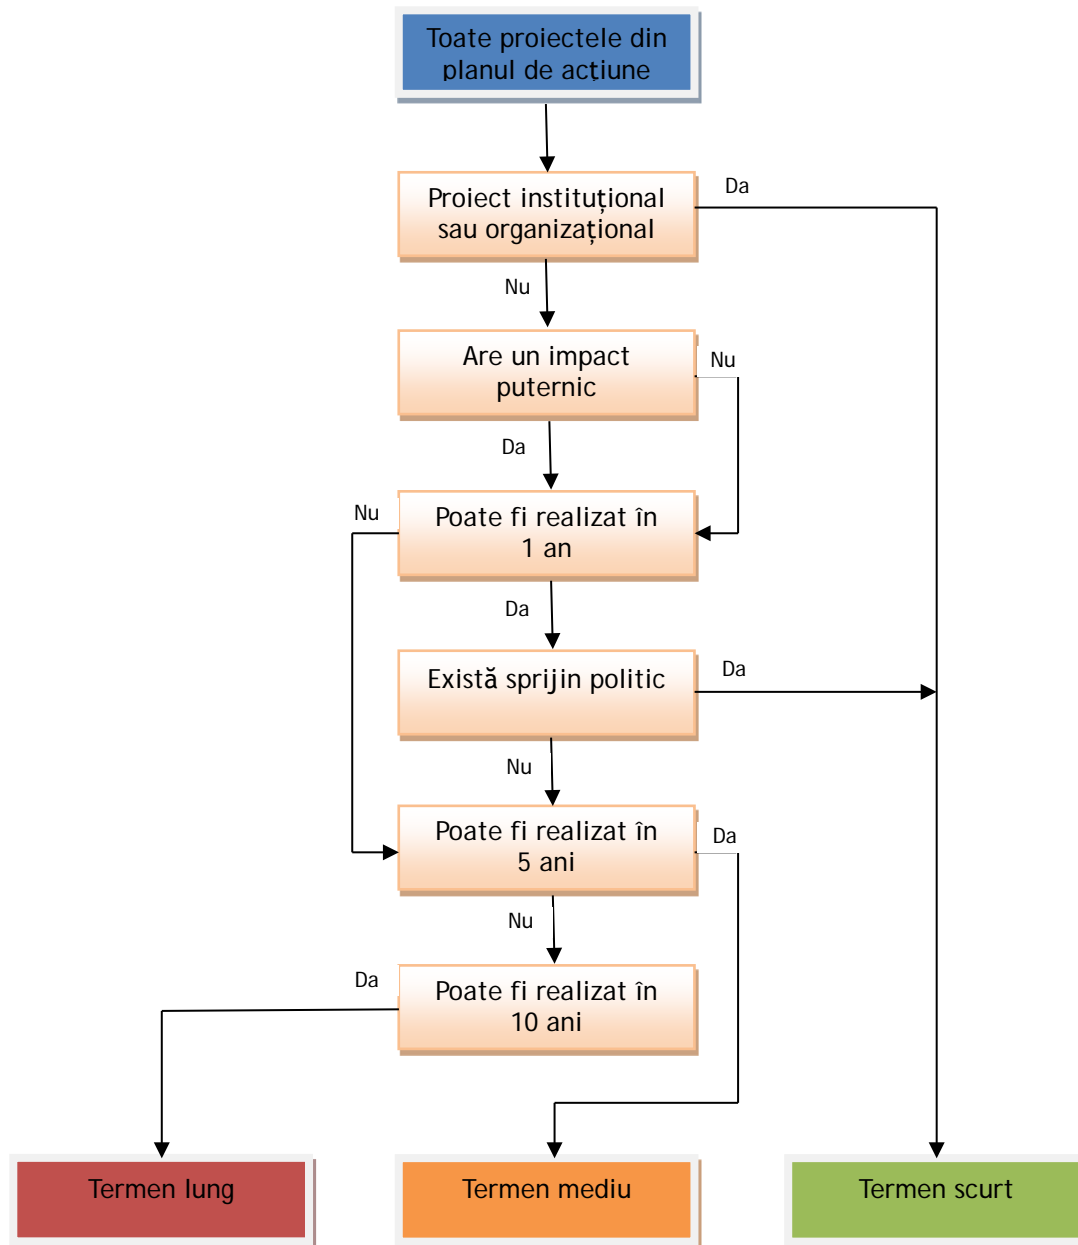 Toate proiectele din
planul de acțiune
Proiect instituțional
sau organizațional
Da
Nu
Are un impact
puternic
Nu
Da
Nu
Poate fi realizat în
1 an
Da
Există sprijin politic
Da
Nu
Poate fi realizat în
5 ani
Da
Nu
Da
Poate fi realizat în
10 ani
Termen lung
Termen mediu
Termen scurt